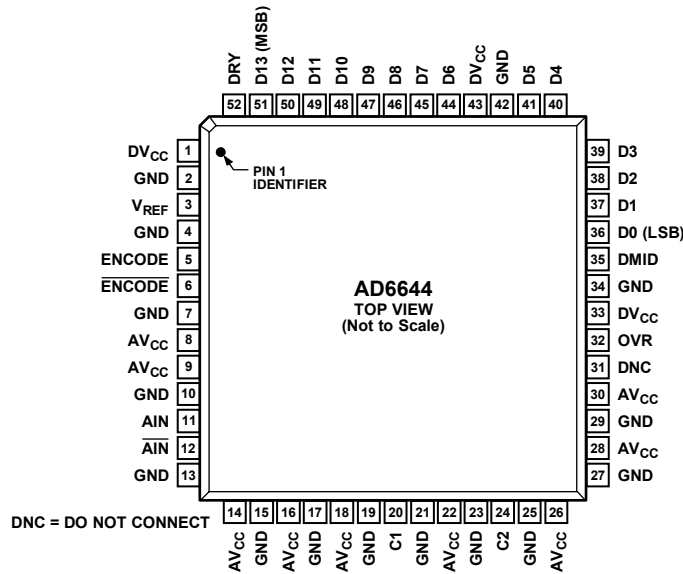 DRY
D13 (MSB)
D12
D11
D10
D9
D8
D7
D6
DVCC
GND
D5
D4
52 51 50 49 48 47 46 45 44 43 42 41 40
DVCC 1
GND 2
VREF 3
GND 4
ENCODE 5
ENCODE 6
GND 7
AVCC 8
AVCC 9
GND 10
AIN 11
AIN 12
GND 13
PIN 1
IDENTIFIER
AD6644
TOP VIEW
(Not to Scale)
39 D3
38 D2
37 D1
36 D0 (LSB)
35 DMID
34 GND
33 DVCC
32 OVR
31 DNC
30 AVCC
29 GND
28 AVCC
27 GND
DNC = DO NOT CONNECT
14 15 16 17 18 19 20 21 22 23 24 25 26
AVCC
GND
AVCC
GND
AVCC
GND
C1
GND
AVCC
GND
C2
GND
AVCC